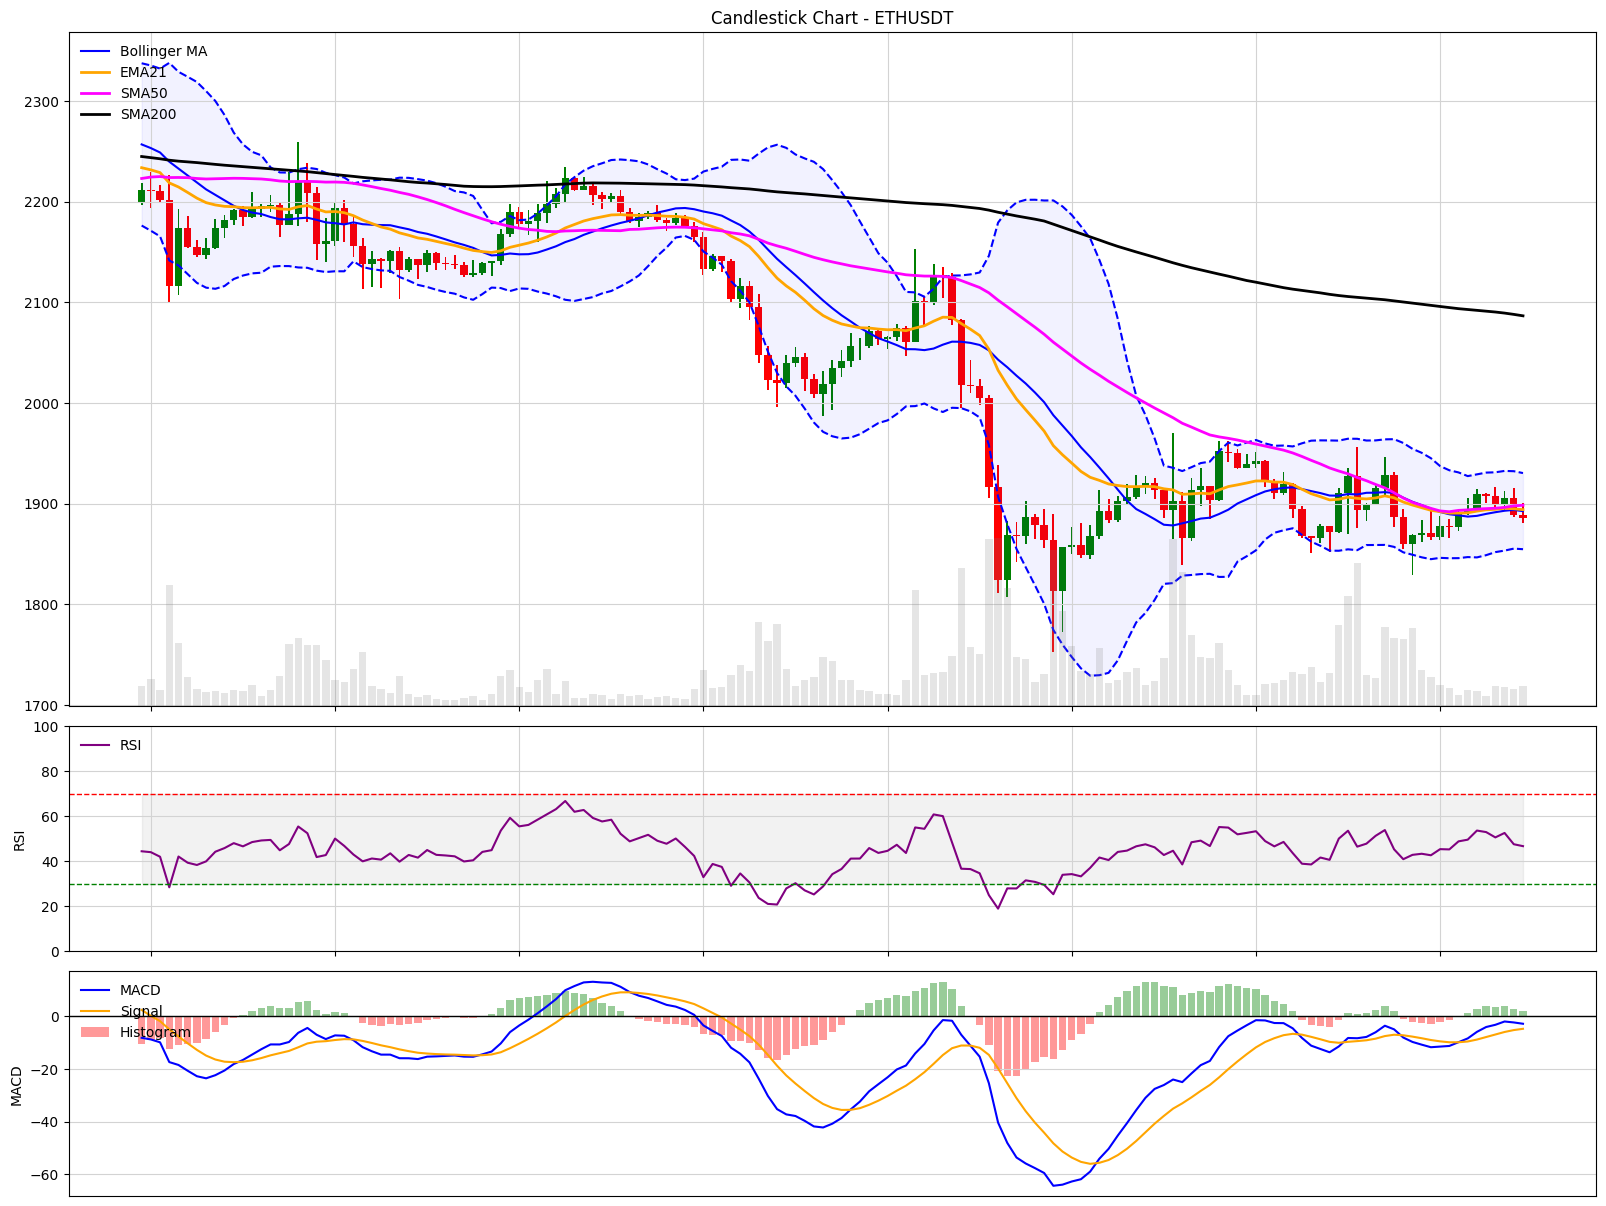 Candlestick Chart - ETHUSDT
Bollinger MA
EMA21
SMA50
SMA200
2300
2200
2100
2000
1900
1800
1700
RSI
100
80
60
40
20
0
RSI
MACD
Signal
Histogram
0
−20
−40
−60
MACD